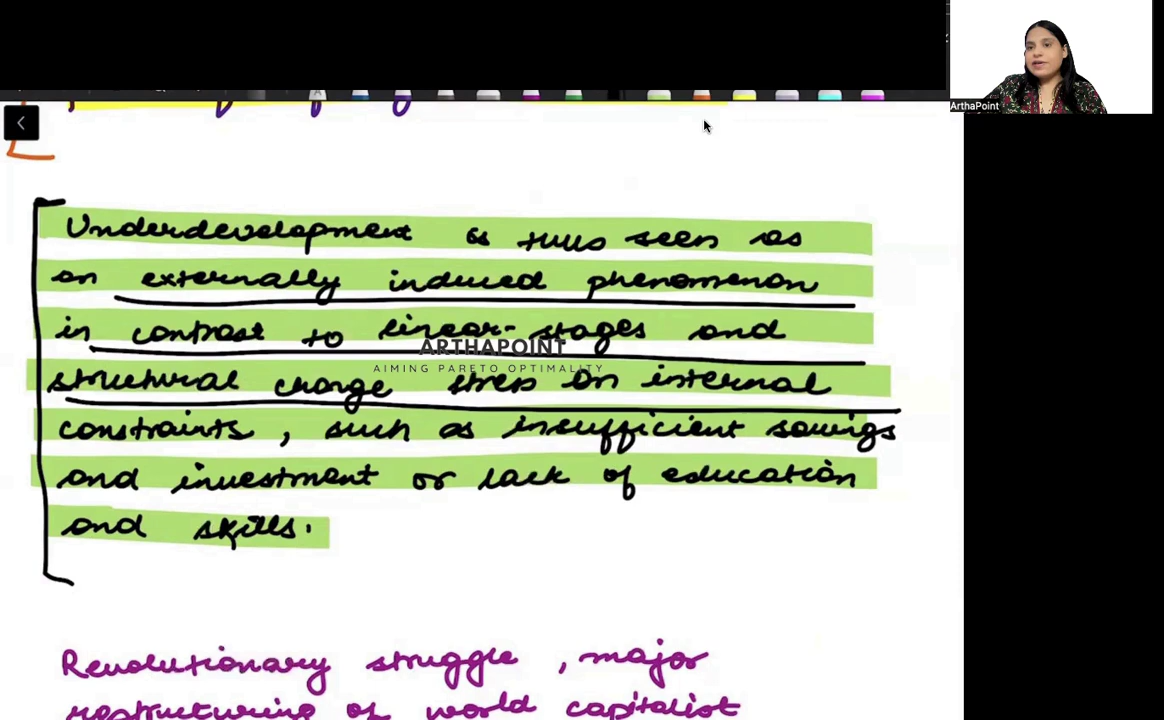 ArthaPoint
Underdevelopment is thus seen as
an externally induced phenomenon
in contrast to linear-stages and
ARTHAPOINT
AIMING PARETO OPTIMALITY
structural change stress on internal
constraints, such as insufficient savings
and investment or lack of education
and skills.
Revolutionary struggle, major
restructuring of world capitalist